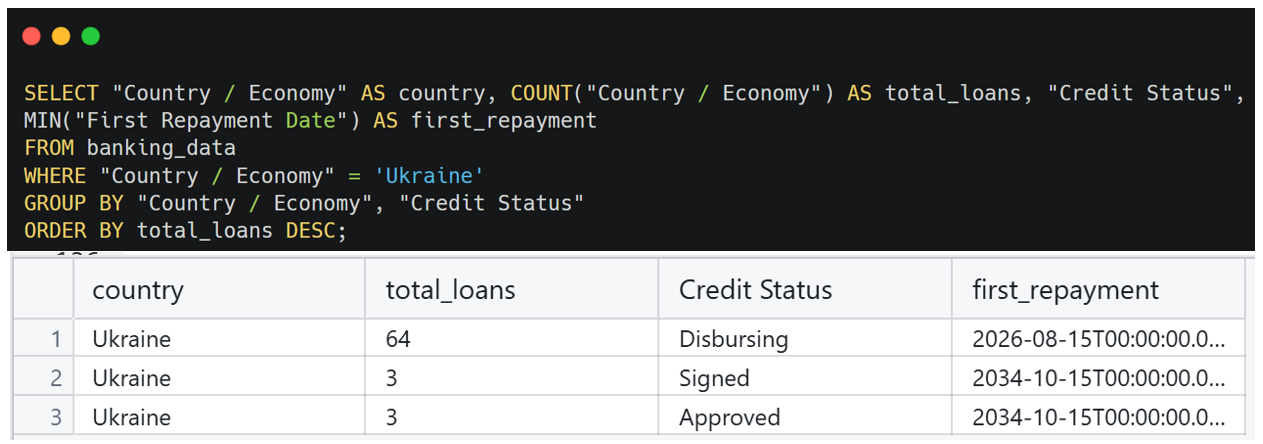 SELECT "Country / Economy" AS country, COUNT("Country / Economy") AS total_loans, "Credit Status",
MIN("First Repayment Date") AS first_repayment
FROM banking_data
WHERE "Country / Economy" = 'Ukraine'
GROUP BY "Country / Economy", "Credit Status"
ORDER BY total_loans DESC;
country total_loans Credit Status first_repayment
1 Ukraine 64 Disbursing 2026-08-15T00:00:00.0...
2 Ukraine 3 Signed 2034-10-15T00:00:00.0...
3 Ukraine 3 Approved 2034-10-15T00:00:00.0...